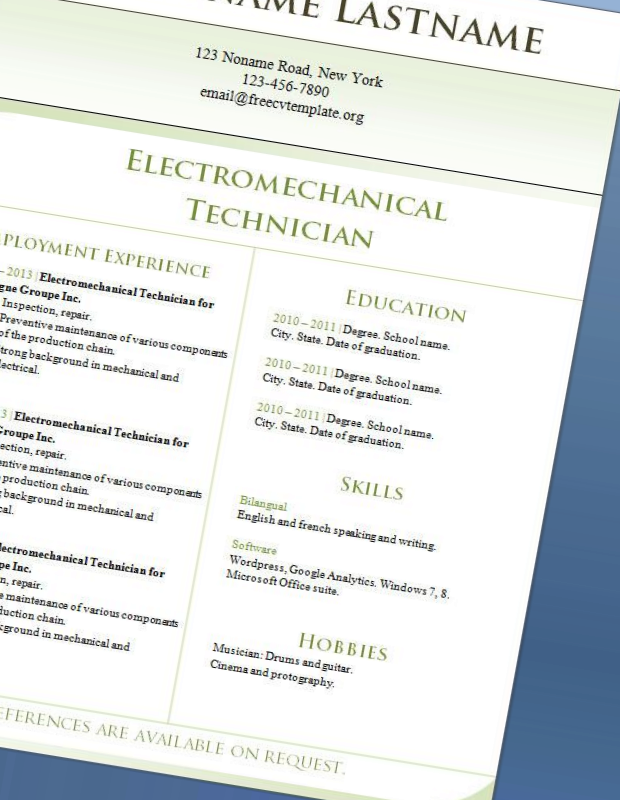 NAME LASTNAME
123 Noname Road, New York
123-456-7890
email@freecvtemplate.org
ELECTROMECHANICAL
TECHNICIAN
PLOYMENT EXPERIENCE
– 2013 | Electromechanical Technician for
gne Groupe Inc.
Inspection, repair.
Preventive maintenance of various components
of the production chain.
trong background in mechanical and
lectrical.
3 | Electromechanical Technician for
Groupe Inc.
ection, repair.
entive maintenance of various components
production chain.
background in mechanical and
cal.
lectromechanical Technician for
pe Inc.
n, repair.
e maintenance of various components
duction chain.
kground in mechanical and
EDUCATION
2010 – 2011 | Degree. School name.
City. State. Date of graduation.
2010 – 2011 | Degree. School name.
City. State. Date of graduation.
2010 – 2011 | Degree. School name.
City. State. Date of graduation.
SKILLS
Bilangual
English and french speaking and writing.
Software
Wordpress, Google Analytics. Windows 7, 8.
Microsoft Office suite.
HOBBIES
Musician: Drums and guitar.
Cinema and protography.
EFERENCES ARE AVAILABLE ON REQUEST.